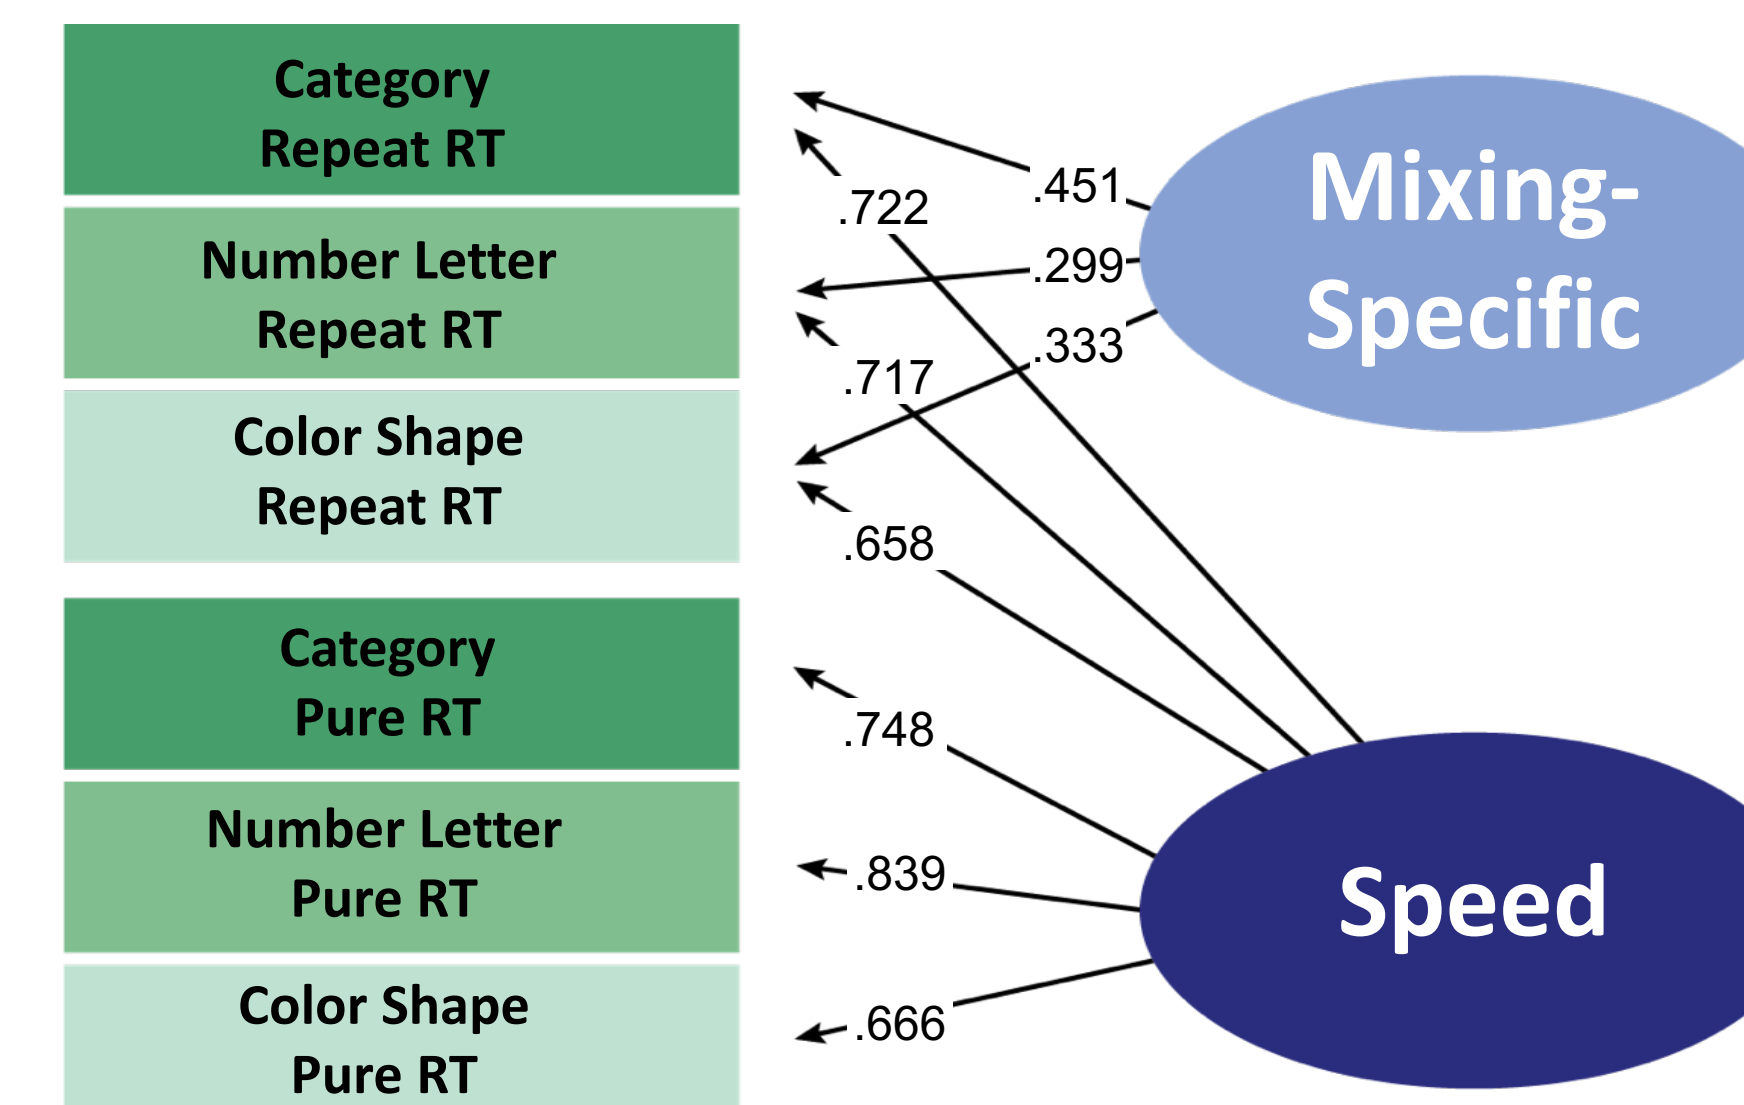 Category
Repeat RT
Number Letter
Repeat RT
Color Shape
Repeat RT
Category
Pure RT
Number Letter
Pure RT
Color Shape
Pure RT
.451
.722
.299
.333
.717
.658
.748
.839
.666
Mixing-
Specific
Speed